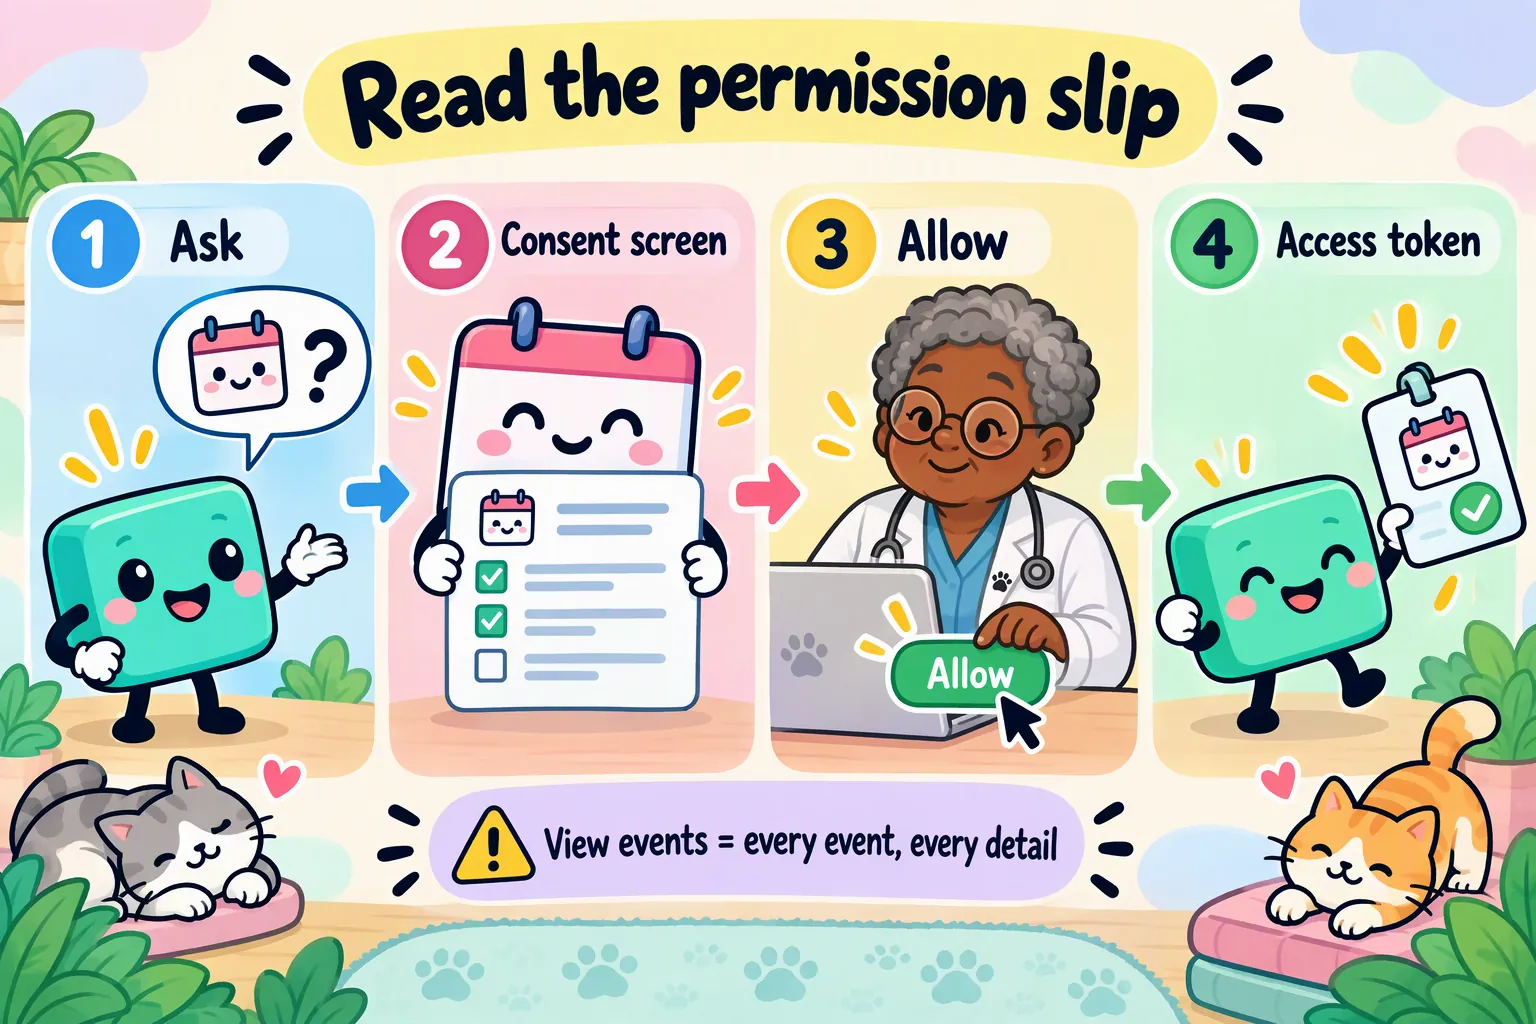 Read the permission slip
1 Ask
2 Consent screen
3 Allow
4 Access token
?
Allow
View events = every event, every detail